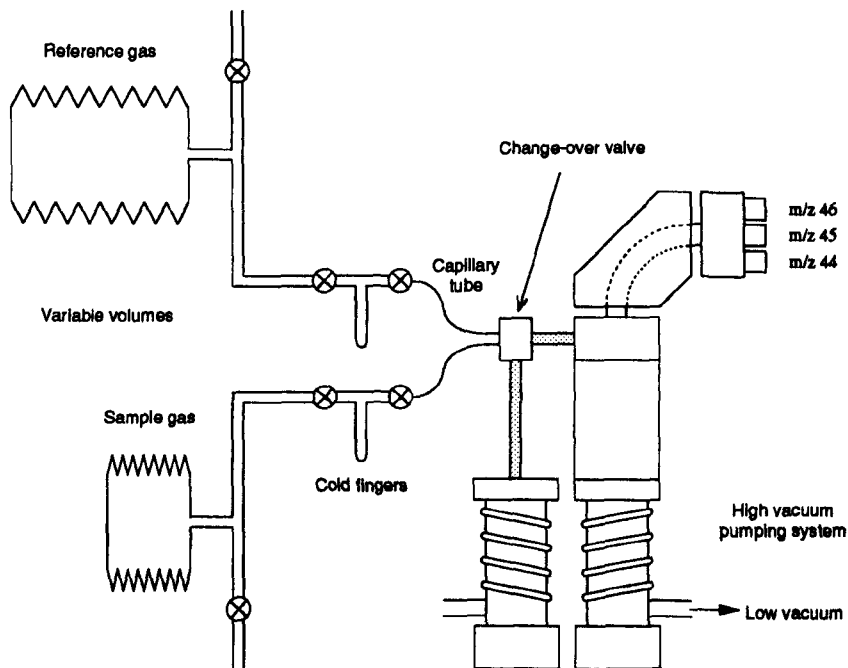 Reference gas
Change-over valve
m/z 46
m/z 45
m/z 44
Capillary
tube
Variable volumes
Sample gas
Cold fingers
High vacuum
pumping system
Low vacuum